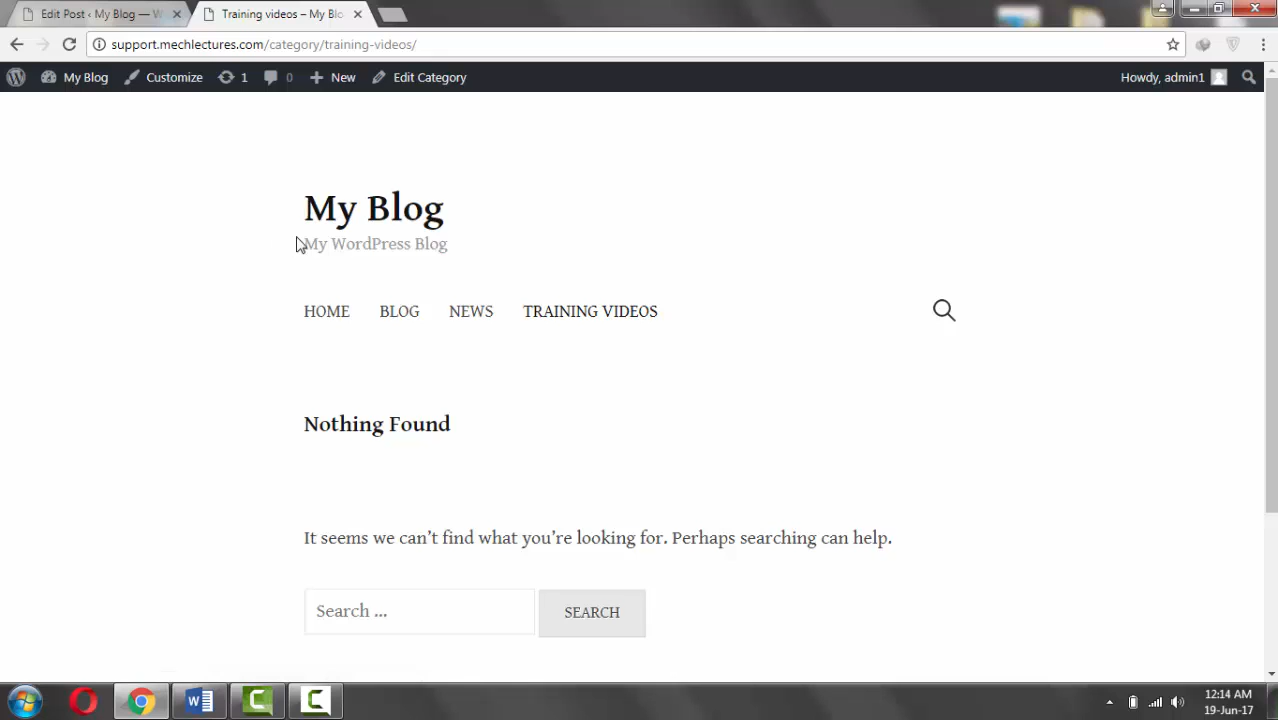 Edit Post ‹ My Blog — W
Training videos – My Blo
support.mechlectures.com/category/training-videos/
My Blog
Customize
1
0
New
Edit Category
Howdy, admin1
My Blog
My WordPress Blog
HOME
BLOG
NEWS
TRAINING VIDEOS
Nothing Found
It seems we can’t find what you’re looking for. Perhaps searching can help.
Search ...
SEARCH
12:14 AM
19-Jun-17